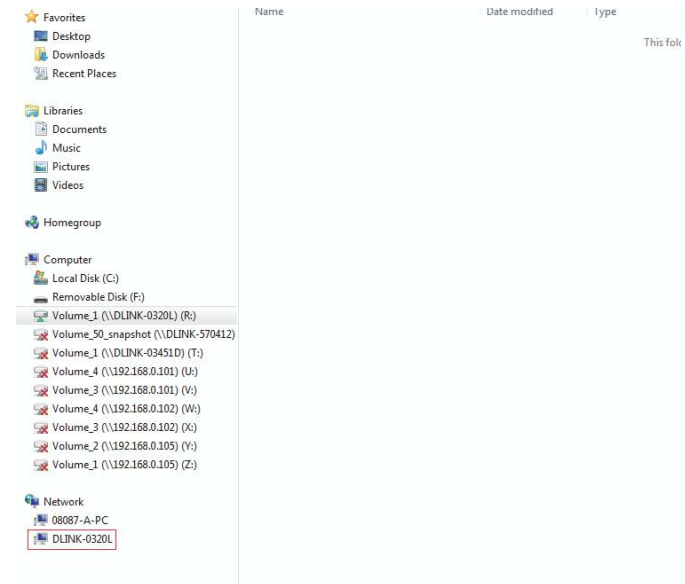 Name Date modified Type
This fold
Favorites
Desktop
Downloads
Recent Places
Libraries
Documents
Music
Pictures
Videos
Homegroup
Computer
Local Disk (C:)
Removable Disk (F:)
Volume_1 (\\DLINK-0320L) (R:)
Volume_50_snapshot (\\DLINK-570412)
Volume_1 (\\DLINK-03451D) (T:)
Volume_4 (\\192.168.0.101) (U:)
Volume_3 (\\192.168.0.101) (V:)
Volume_4 (\\192.168.0.102) (W:)
Volume_3 (\\192.168.0.102) (X:)
Volume_2 (\\192.168.0.105) (Y:)
Volume_1 (\\192.168.0.105) (Z:)
Network
08087-A-PC
DLINK-0320L